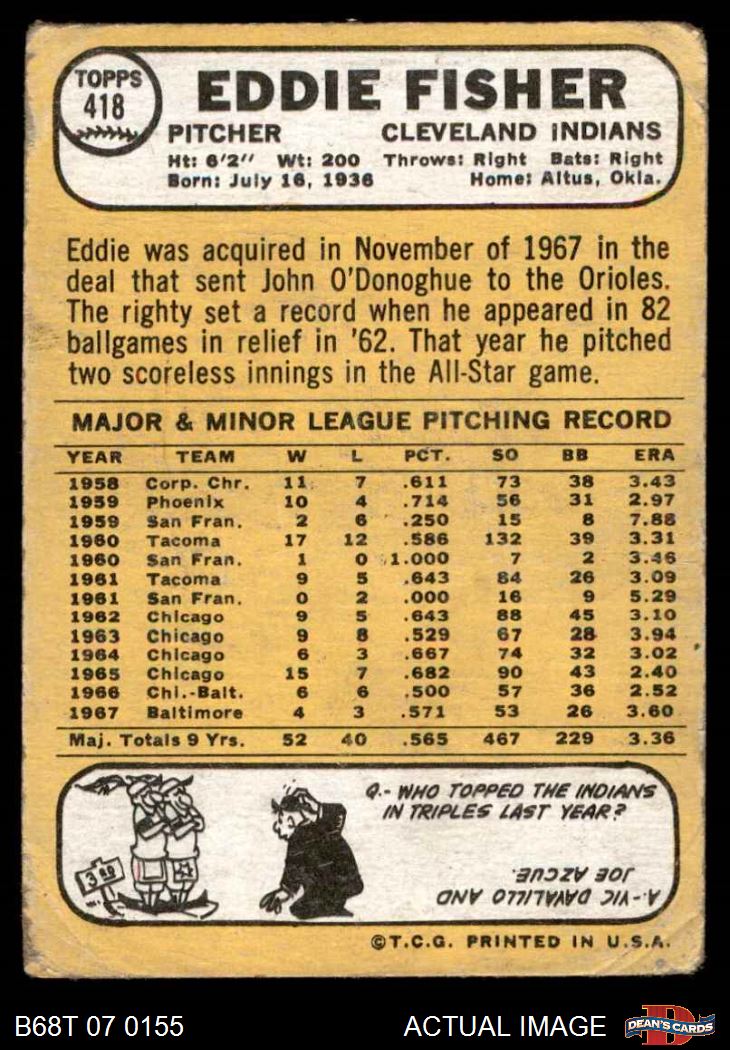 TOPPS
418
EDDIE FISHER
PITCHER CLEVELAND INDIANS
Ht: 6'2" Wt: 200 Throws: Right Bats: Right
Born: July 16, 1936 Home: Altus, Okla.
Eddie was acquired in November of 1967 in the
deal that sent John O'Donoghue to the Orioles.
The righty set a record when he appeared in 82
ballgames in relief in '62. That year he pitched
two scoreless innings in the All-Star game.
MAJOR & MINOR LEAGUE PITCHING RECORD
YEAR TEAM W L PCT. SO BB ERA
1958 Corp. Chr. 11 7 .611 73 38 3.43
1959 Phoenix 10 4 .714 56 31 2.97
1959 San Fran. 2 6 .250 15 8 7.88
1960 Tacoma 17 12 .586 132 39 3.31
1960 San Fran. 1 0 1.000 7 2 3.46
1961 Tacoma 9 5 .643 84 26 3.09
1961 San Fran. 0 2 .000 16 9 5.29
1962 Chicago 9 5 .643 88 45 3.10
1963 Chicago 9 8 .529 67 28 3.94
1964 Chicago 6 3 .667 74 32 3.02
1965 Chicago 15 7 .682 90 43 2.40
1966 Chi.-Balt. 6 6 .500 57 36 2.52
1967 Baltimore 4 3 .571 53 26 3.60
Maj. Totals 9 Yrs. 52 40 .565 467 229 3.36
Q.- WHO TOPPED THE INDIANS
IN TRIPLES LAST YEAR?
A.- VIC DAVALILLO AND
JOE AZCUE.
3 RD
©T.C.G. PRINTED IN U.S.A.
B68T 07 0155 ACTUAL IMAGE
D
DEAN'S CARDS